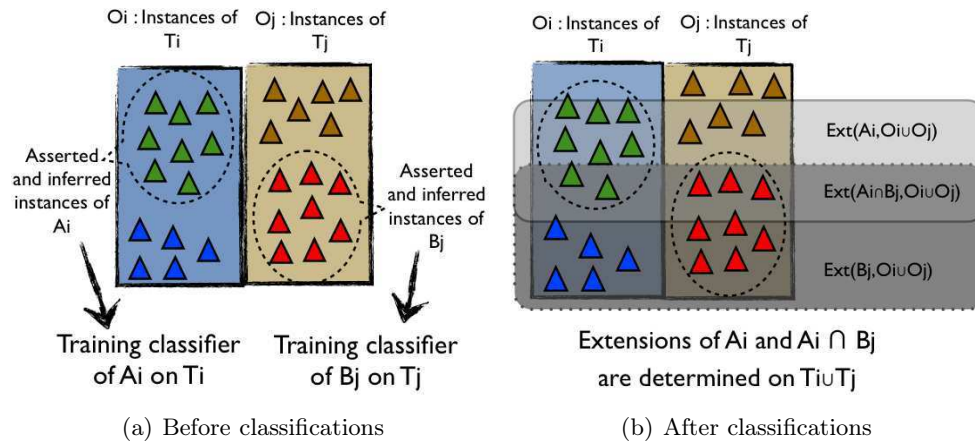 Oi : Instances of
Ti
Oj : Instances of
Tj
Asserted
and inferred
instances of
Ai
Asserted and
inferred
instances of
Bj
Training classifier
of Ai on Ti
Training classifier
of Bj on Tj
(a) Before classifications
Oi : Instances of
Ti
Oj : Instances of
Tj
Ext(Ai,Oi∪Oj)
Ext(Ai∩Bj,Oi∪Oj)
Ext(Bj,Oi∪Oj)
Extensions of Ai and Ai ∩ Bj
are determined on Ti∪Tj
(b) After classifications